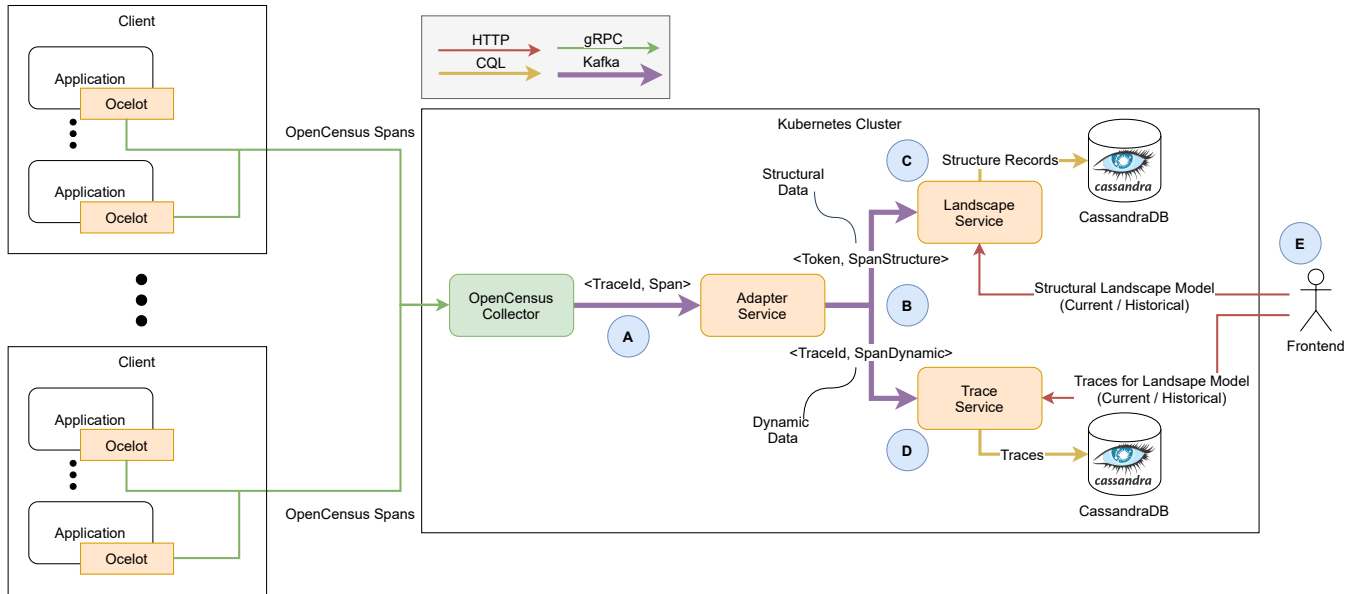 Client
Application
Ocelot
Application
Ocelot
OpenCensus Spans
HTTP
gRPC
CQL
Kafka
Kubernetes Cluster
C
Structure Records
cassandra
CassandraDB
Structural
Data
Landscape
Service
<Token, SpanStructure>
E
Frontend
Structural Landscape Model
(Current / Historical)
OpenCensus
Collector
<TraceId, Span>
A
Adapter
Service
B
<TraceId, SpanDynamic>
Dynamic
Data
Trace
Service
D
Traces for Landsape Model
(Current / Historical)
Traces
cassandra
CassandraDB
Client
Application
Ocelot
Application
Ocelot
OpenCensus Spans